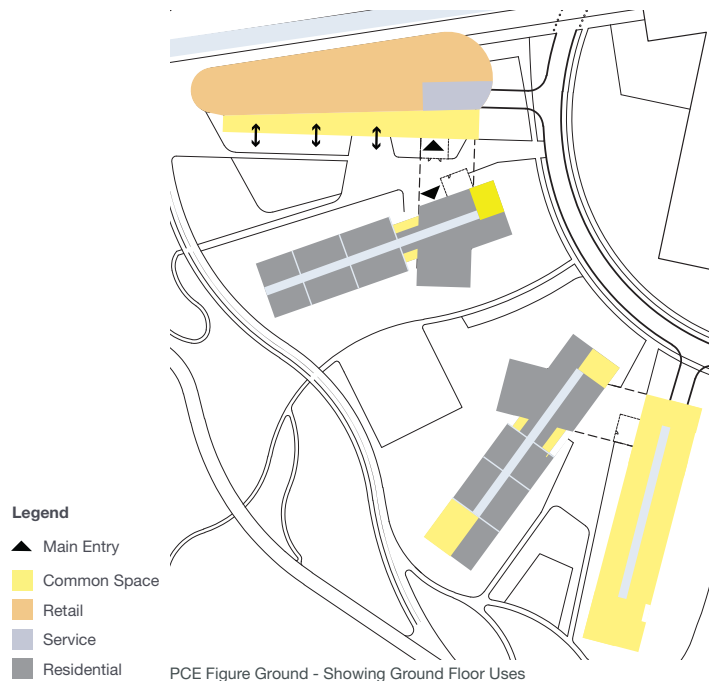 Legend
Main Entry
Common Space
Retail
Service
Residential
PCE Figure Ground - Showing Ground Floor Uses